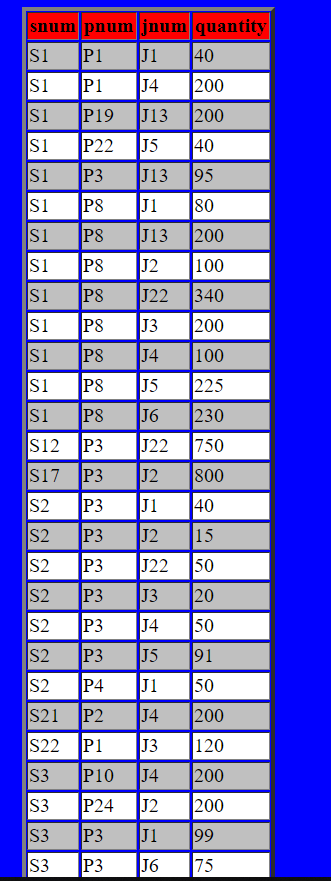 snum pnum jnum quantity
S1 P1 J1 40
S1 P1 J4 200
S1 P19 J13 200
S1 P22 J5 40
S1 P3 J13 95
S1 P8 J1 80
S1 P8 J13 200
S1 P8 J2 100
S1 P8 J22 340
S1 P8 J3 200
S1 P8 J4 100
S1 P8 J5 225
S1 P8 J6 230
S12 P3 J22 750
S17 P3 J2 800
S2 P3 J1 40
S2 P3 J2 15
S2 P3 J22 50
S2 P3 J3 20
S2 P3 J4 50
S2 P3 J5 91
S2 P4 J1 50
S21 P2 J4 200
S22 P1 J3 120
S3 P10 J4 200
S3 P24 J2 200
S3 P3 J1 99
S3 P3 J6 75